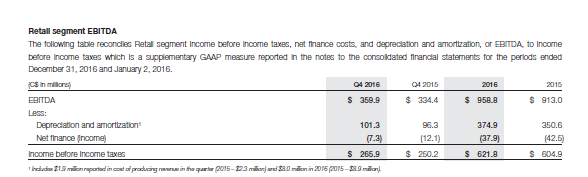 Retail segment EBITDA
The following table reconciles Retail segment income before income taxes, net finance costs, and depreciation and amortization, or EBITDA, to income
before income taxes which is a supplementary GAAP measure reported in the notes to the consolidated financial statements for the periods ended
December 31, 2016 and January 2, 2016.
(C$ in millions) Q4 2016 Q4 2015 2016 2015
EBITDA $ 359.9 $ 334.4 $ 958.8 $ 913.0
Less:
Depreciation and amortization¹ 101.3 96.3 374.9 350.6
Net finance (income) (7.3) (12.1) (37.9) (42.5)
Income before income taxes $ 265.9 $ 250.2 $ 621.8 $ 604.9
¹ Includes $1.9 million reported in cost of producing revenue in the quarter (2015 – $2.3 million) and $8.0 million in 2016 (2015 – $8.9 million).